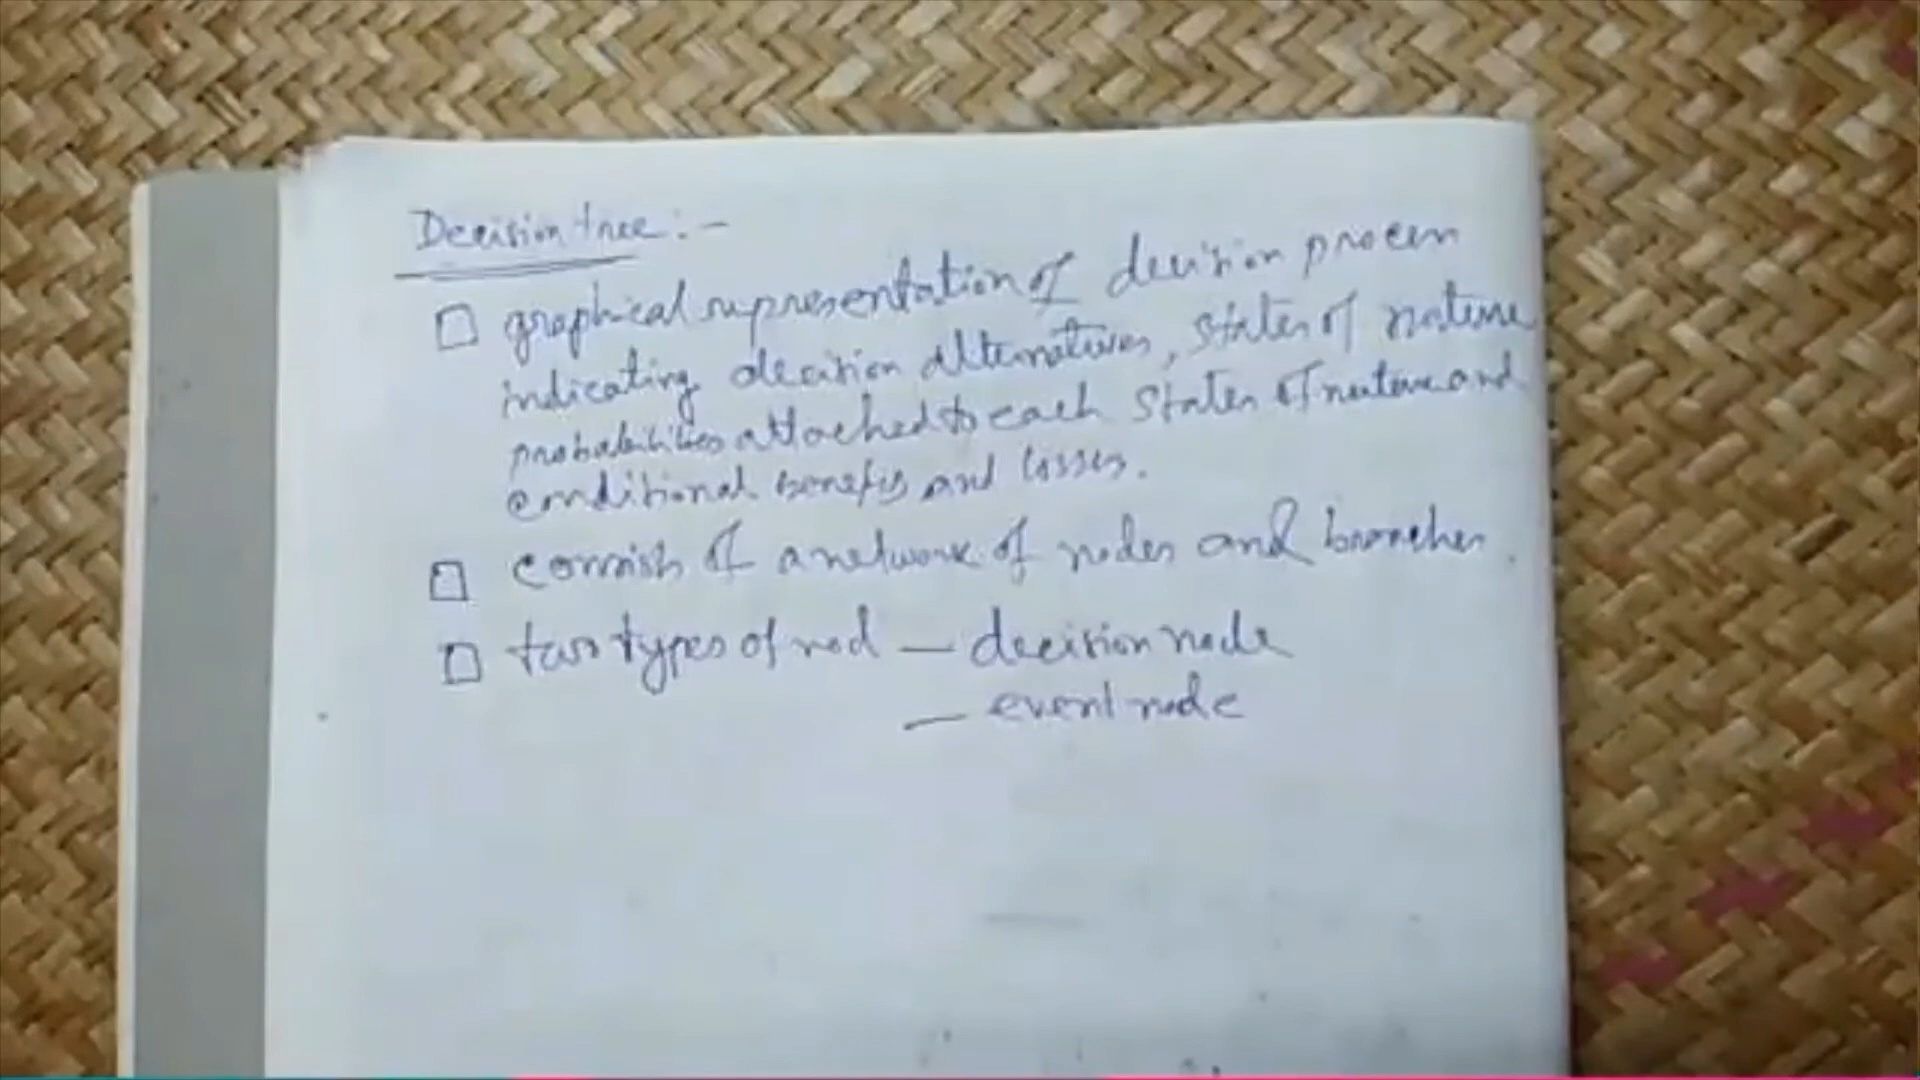 Decision tree :-
graphical representation of decision process
indicating decision alternatives, states of nature
probabilities attached to each states of nature and
conditional benefits and losses.
consists of a network of nodes and branches.
two types of nod — decision node
— event node